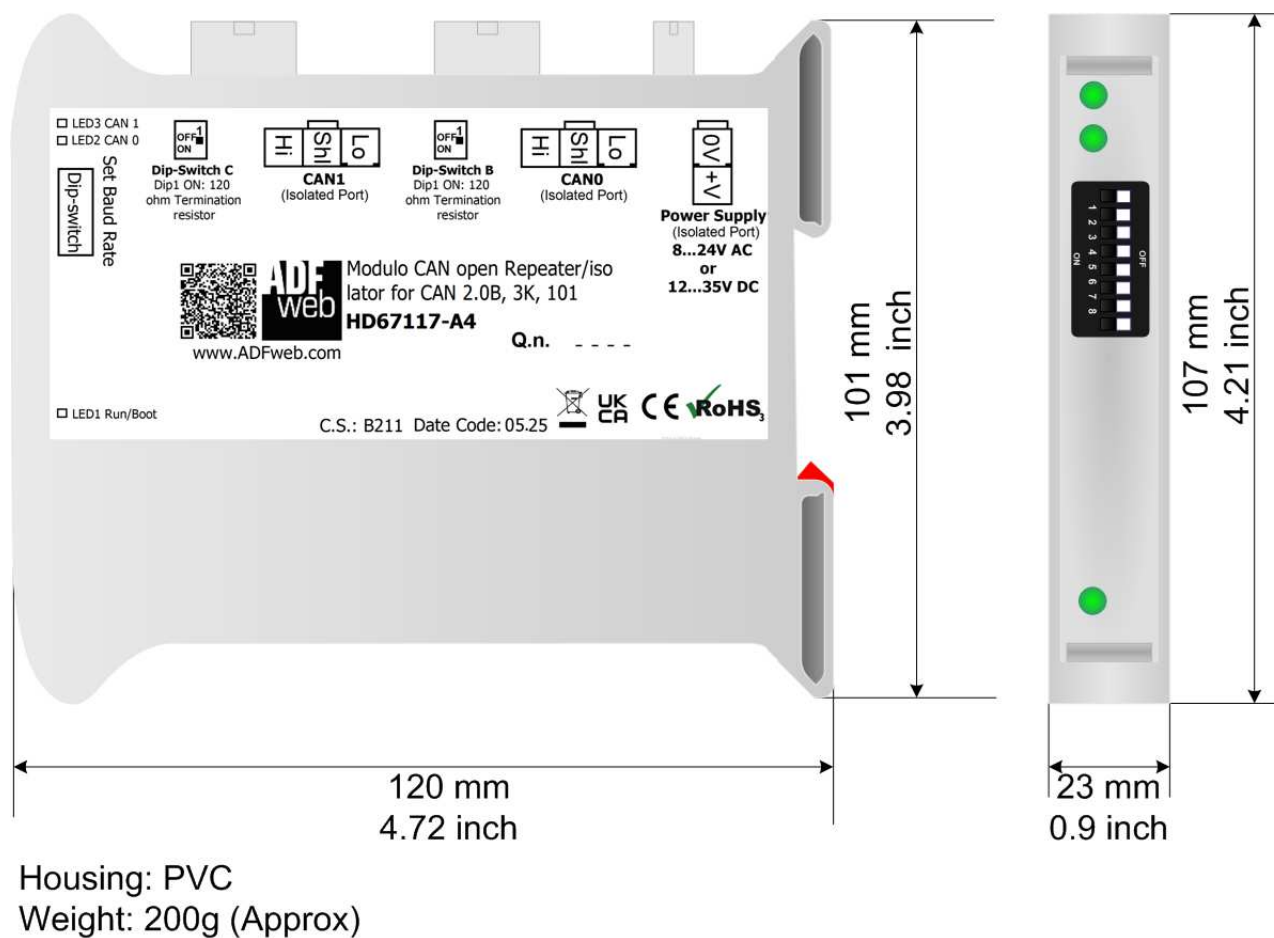 LED3 CAN 1
LED2 CAN 0
Set Baud Rate
Dip-switch
OFF 1
ON
Dip-Switch C
Dip1 ON: 120
ohm Termination
resistor
Hi Shl Lo
CAN1
(Isolated Port)
OFF 1
ON
Dip-Switch B
Dip1 ON: 120
ohm Termination
resistor
Hi Shl Lo
CAN0
(Isolated Port)
0V +V
Power Supply
(Isolated Port)
8...24V AC
or
12...35V DC
ADF
web
www.ADFweb.com
Modulo CAN open Repeater/iso
lator for CAN 2.0B, 3K, 101
HD67117-A4
Q.n. _ _ _ _
LED1 Run/Boot
C.S.: B211 Date Code: 05.25
UK
CA
CE
RoHS3
1 2 3 4 5 6 7 8
OFF
ON
101 mm
3.98 inch
107 mm
4.21 inch
120 mm
4.72 inch
23 mm
0.9 inch
Housing: PVC
Weight: 200g (Approx)